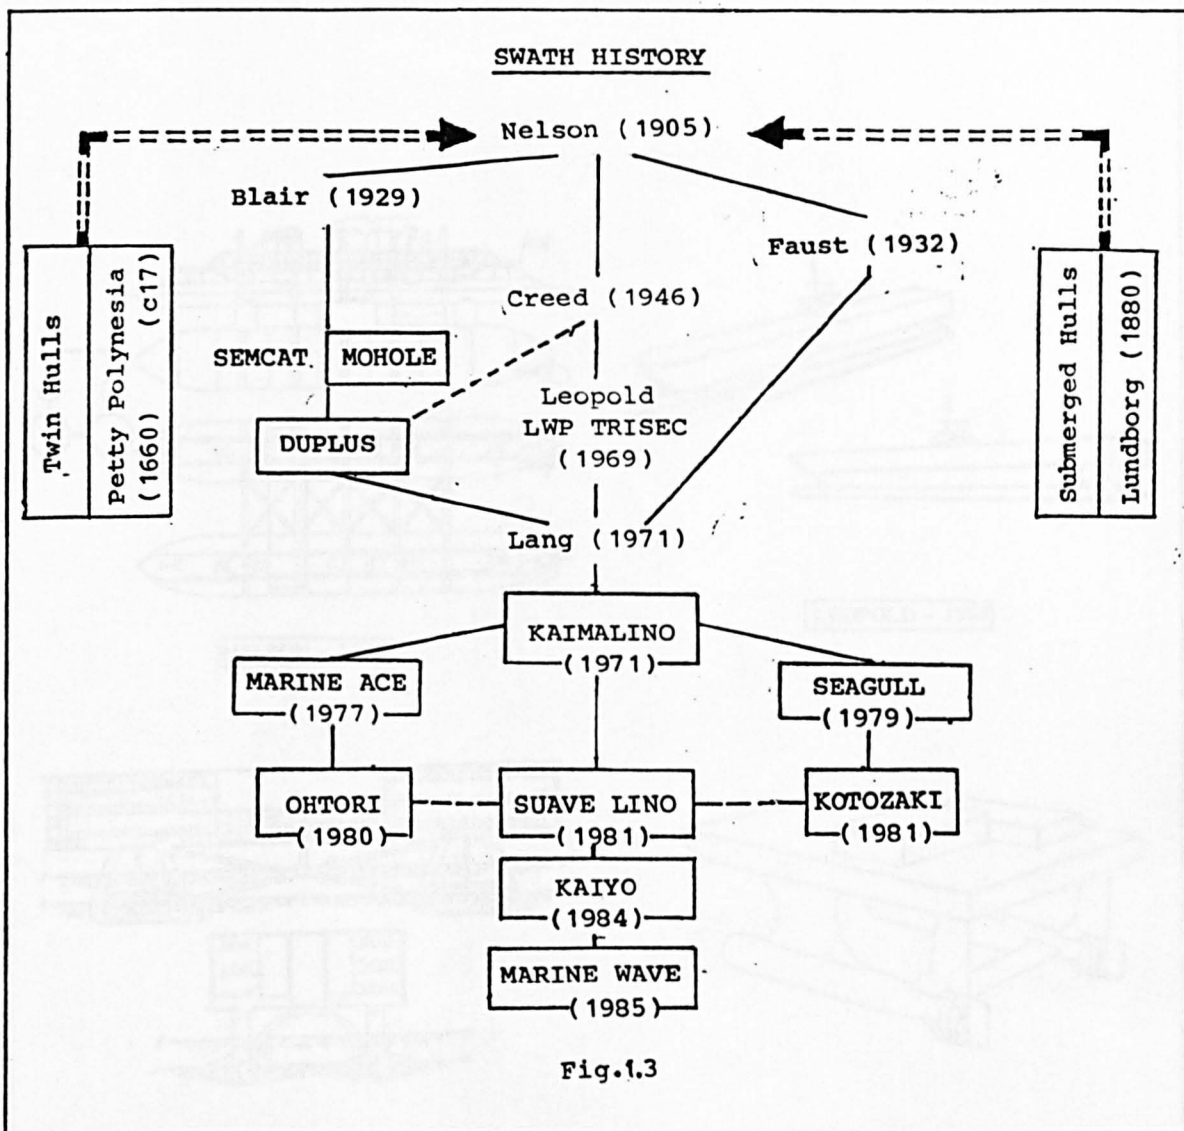 SWATH HISTORY
Nelson (1905)
Blair (1929)
Faust (1932)
Twin Hulls
Petty Polynesia
(1660) (c17)
Submerged Hulls
Lundborg (1880)
Creed (1946)
SEMCAT MOHOLE
Leopold
LWP TRISEC
(1969)
DUPLUS
Lang (1971)
KAIMALINO
(1971)
MARINE ACE
(1977)
SEAGULL
(1979)
OHTORI
(1980)
SUAVE LINO
(1981)
KOTOZAKI
(1981)
KAIYO
(1984)
MARINE WAVE
(1985)
Fig.1.3